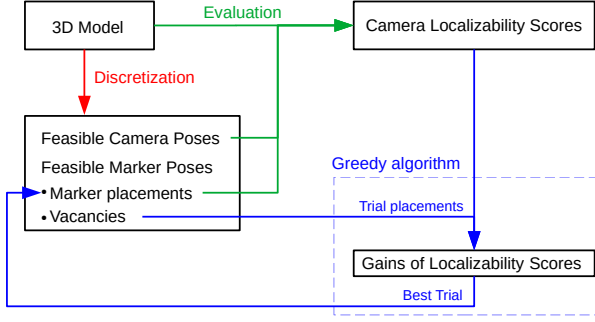 3D Model
Evaluation
Camera Localizability Scores
Discretization
Feasible Camera Poses
Feasible Marker Poses
• Marker placements
• Vacancies
Greedy algorithm
Trial placements
Gains of Localizability Scores
Best Trial